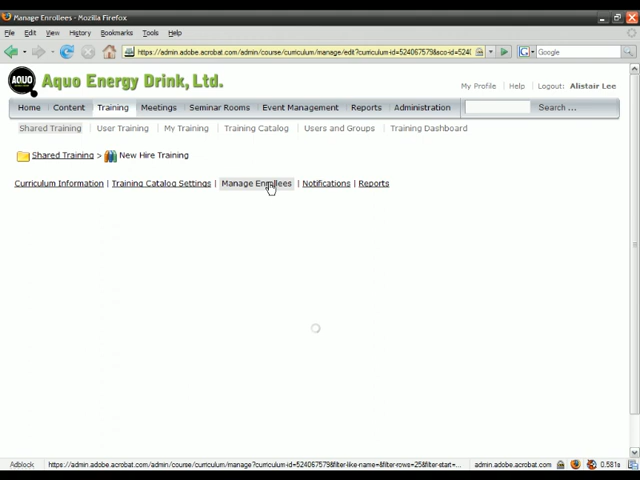 Manage Enrollees - Mozilla Firefox
File Edit View History Bookmarks Tools Help
https://admin.adobe.acrobat.com/admin/course/curriculum/manage/edit?curriculum-id=524067579&aco-id=5240 Google
AQUO Aquo Energy Drink, Ltd.
My Profile | Help | Logout: Alistair Lee
Home Content Training Meetings Seminar Rooms Event Management Reports Administration Search ...
Shared Training | User Training | My Training | Training Catalog | Users and Groups | Training Dashboard
Shared Training > New Hire Training
Curriculum Information | Training Catalog Settings | Manage Enrollees | Notifications | Reports
Adblock https://admin.adobe.acrobat.com/admin/course/curriculum/manage?curriculum-id=524067579&filter-like-name=&filter-rows=25&filter-start=... admin.adobe.acrobat.com 0.581s